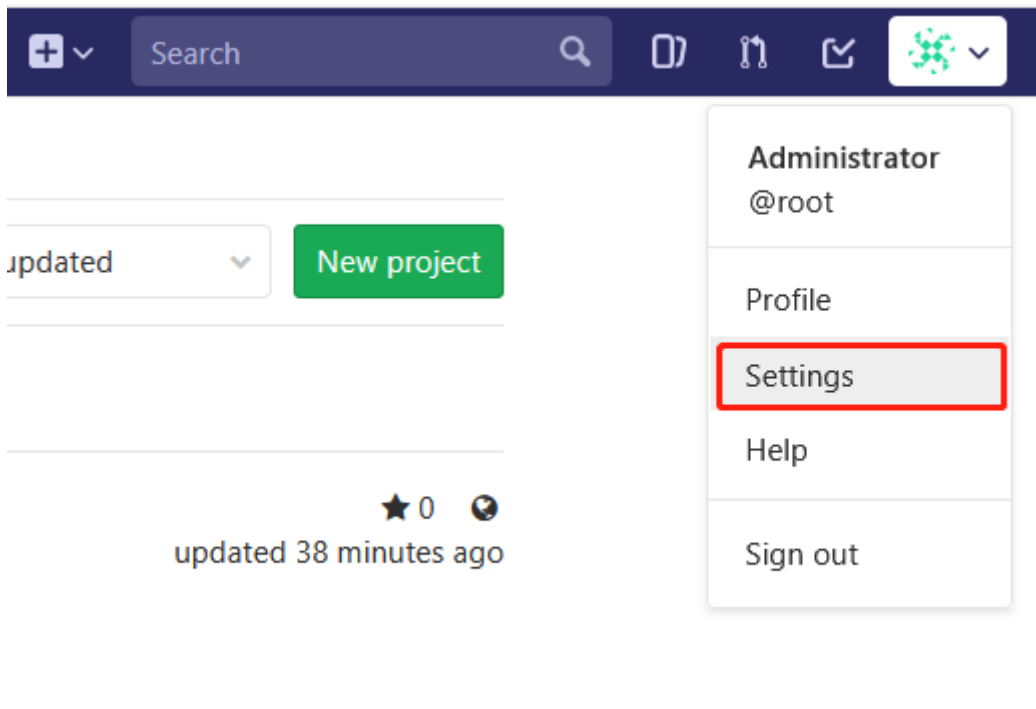 Search
Administrator
@root
updated
New project
Profile
Settings
Help
0
updated 38 minutes ago
Sign out